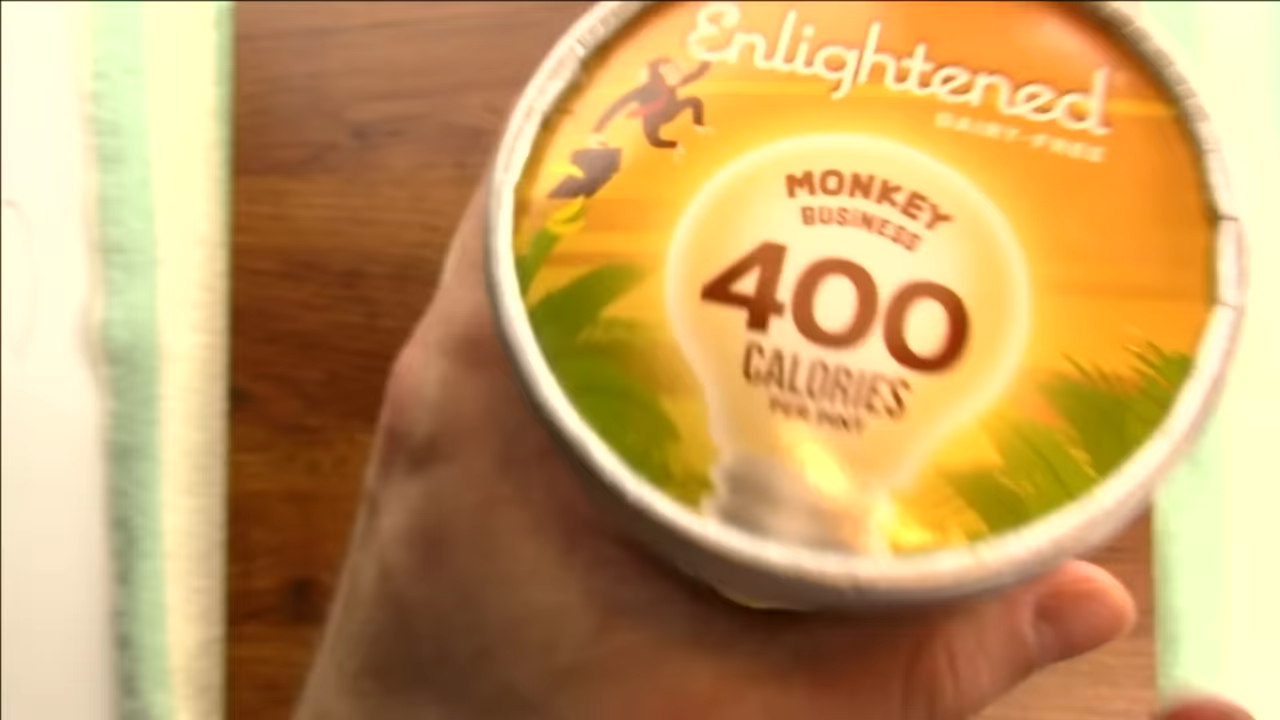 Enlightened
DAIRY-FREE
MONKEY
BUSINESS
400
CALORIES
PER PINT